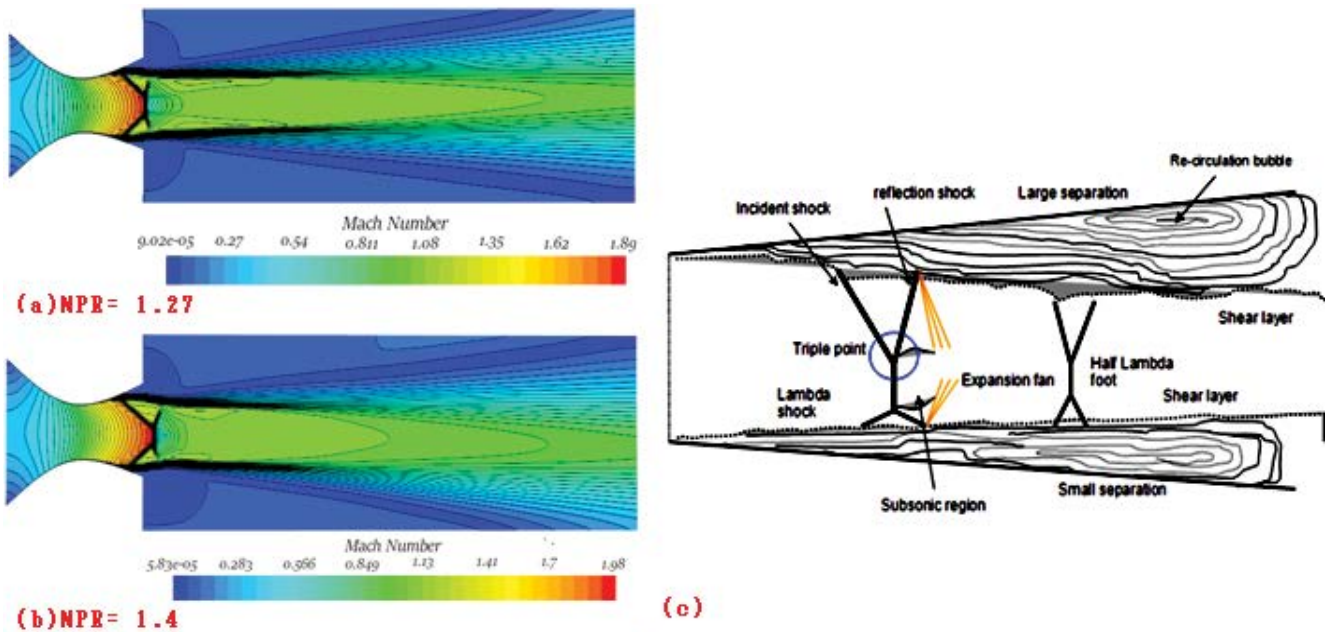 Mach Number
9.02e-05 0.27 0.54 0.811 1.08 1.35 1.62 1.89
(a)NPR= 1.27
Mach Number
5.83e-05 0.283 0.566 0.849 1.13 1.41 1.7 1.98
(b)NPR= 1.4
Re-circulation bubble
Large separation
reflection shock
Incident shock
Shear layer
Triple point
Expansion fan
Half Lambda
foot
Lambda
shock
Shear layer
Small separation
Subsonic
region
(c)